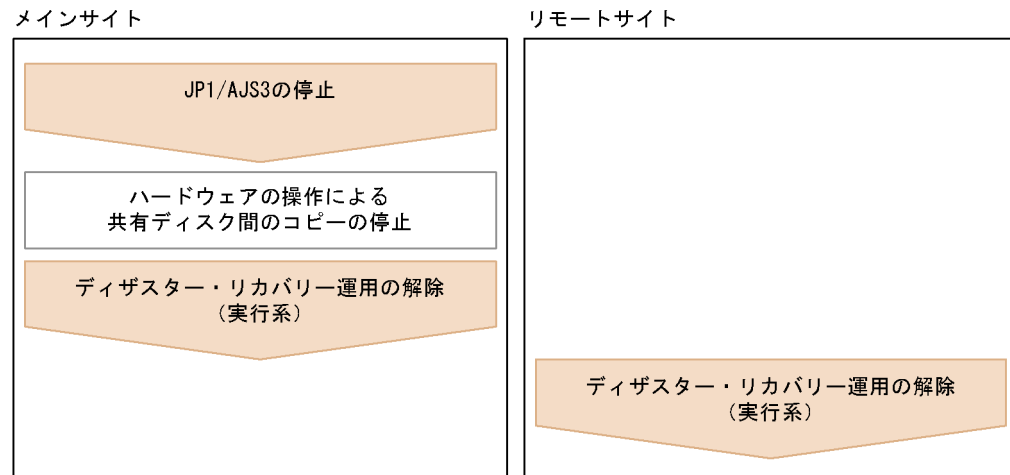 メインサイト
JP1/AJS3の停止
ハードウェアの操作による
共有ディスク間のコピーの停止
ディザスター・リカバリー運用の解除
(実行系)
リモートサイト
ディザスター・リカバリー運用の解除
(実行系)